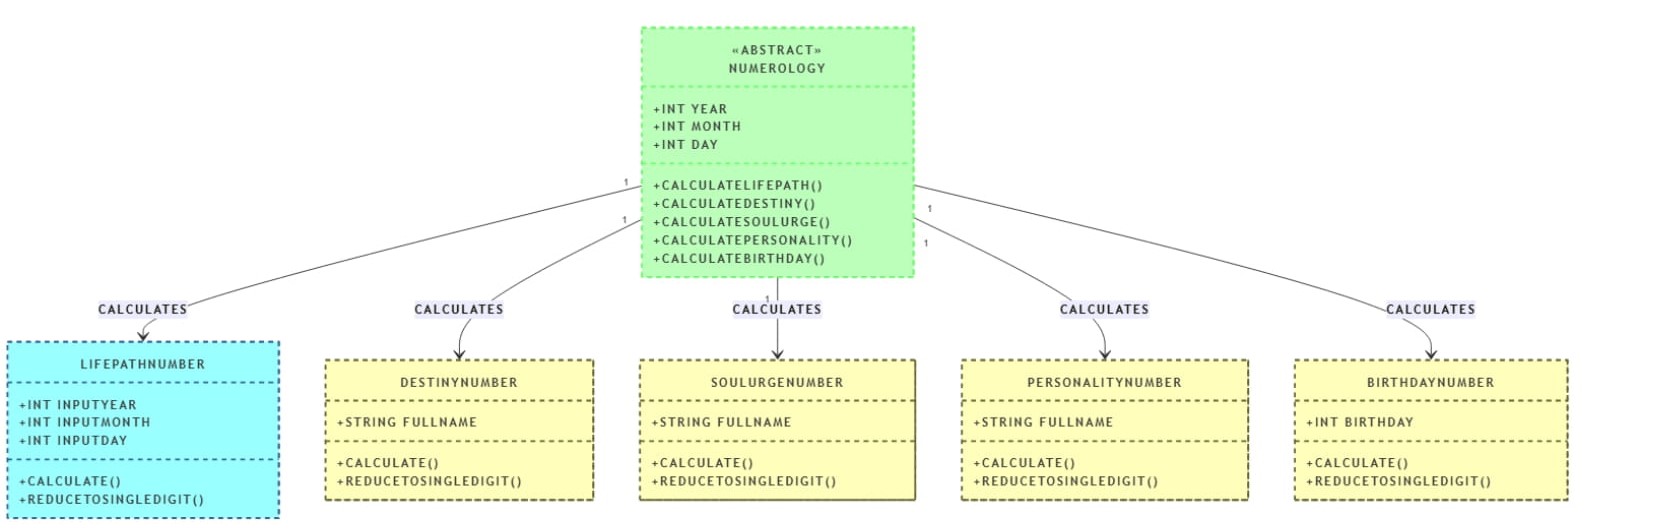 «ABSTRACT»
NUMEROLOGY
+INT YEAR
+INT MONTH
+INT DAY
+CALCULATELIFEPATH()
+CALCULATEDESTINY()
+CALCULATESOULURGE()
+CALCULATEPERSONALITY()
+CALCULATEBIRTHDAY()
1
1
1
1
1
CALCULATES
CALCULATES
CALCULATES
CALCULATES
CALCULATES
LIFEPATHNUMBER
+INT INPUTYEAR
+INT INPUTMONTH
+INT INPUTDAY
+CALCULATE()
+REDUCETOSINGLEDIGIT()
DESTINYNUMBER
+STRING FULLNAME
+CALCULATE()
+REDUCETOSINGLEDIGIT()
SOULURGENUMBER
+STRING FULLNAME
+CALCULATE()
+REDUCETOSINGLEDIGIT()
PERSONALITYNUMBER
+STRING FULLNAME
+CALCULATE()
+REDUCETOSINGLEDIGIT()
BIRTHDAYNUMBER
+INT BIRTHDAY
+CALCULATE()
+REDUCETOSINGLEDIGIT()